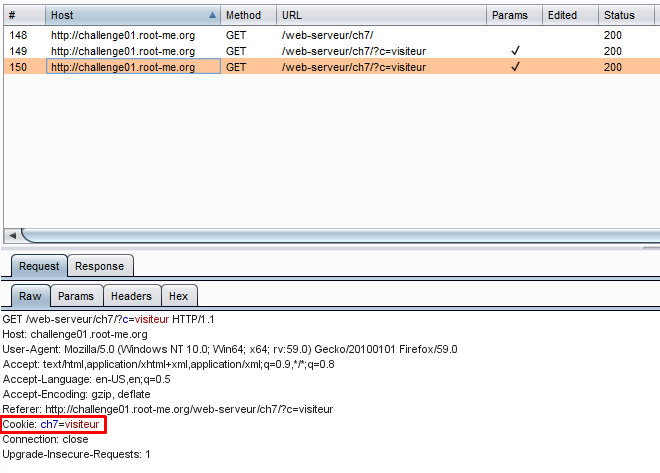 # Host Method URL Params Edited Status
148 http://challenge01.root-me.org GET /web-serveur/ch7/ 200
149 http://challenge01.root-me.org GET /web-serveur/ch7/?c=visiteur ✓ 200
150 http://challenge01.root-me.org GET /web-serveur/ch7/?c=visiteur ✓ 200
Request Response
Raw Params Headers Hex
GET /web-serveur/ch7/?c=visiteur HTTP/1.1
Host: challenge01.root-me.org
User-Agent: Mozilla/5.0 (Windows NT 10.0; Win64; x64; rv:59.0) Gecko/20100101 Firefox/59.0
Accept: text/html,application/xhtml+xml,application/xml;q=0.9,*/*;q=0.8
Accept-Language: en-US,en;q=0.5
Accept-Encoding: gzip, deflate
Referer: http://challenge01.root-me.org/web-serveur/ch7/?c=visiteur
Cookie: ch7=visiteur
Connection: close
Upgrade-Insecure-Requests: 1